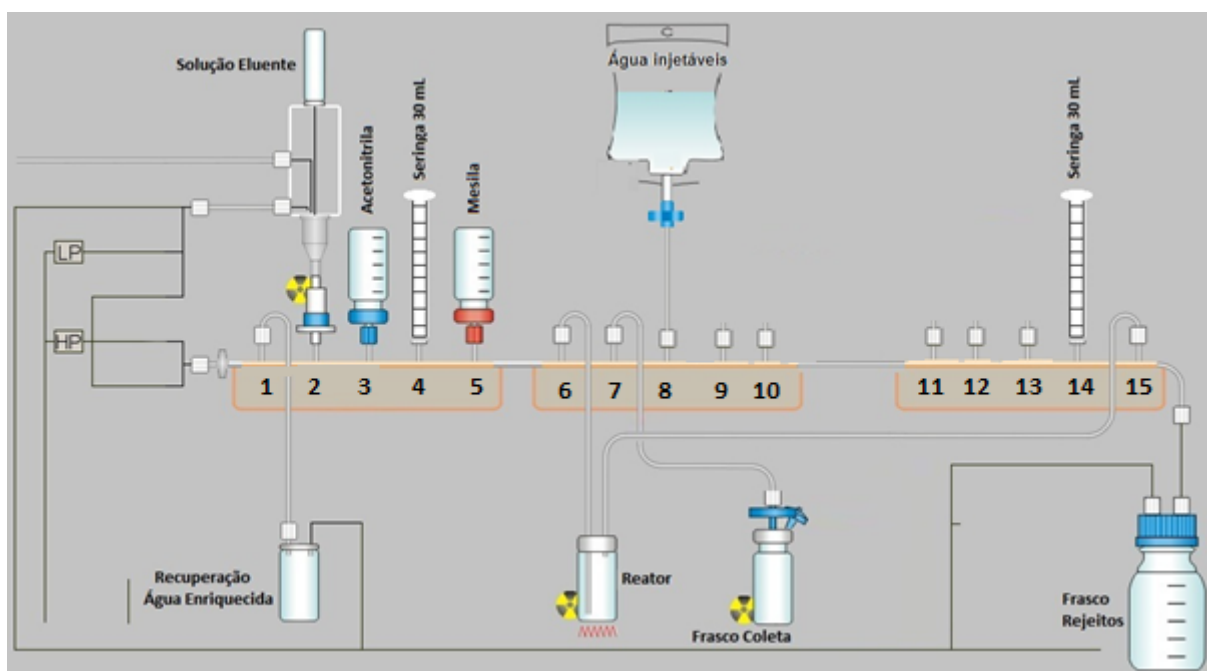 Solução Eluente
Acetonitrila
Seringa 30 mL
Mesila
C
Água injetáveis
Seringa 30 mL
LP
HP
1 2 3 4 5 6 7 8 9 10 11 12 13 14 15
Recuperação
Água Enriquecida
Reator
Frasco Coleta
Frasco
Rejeitos